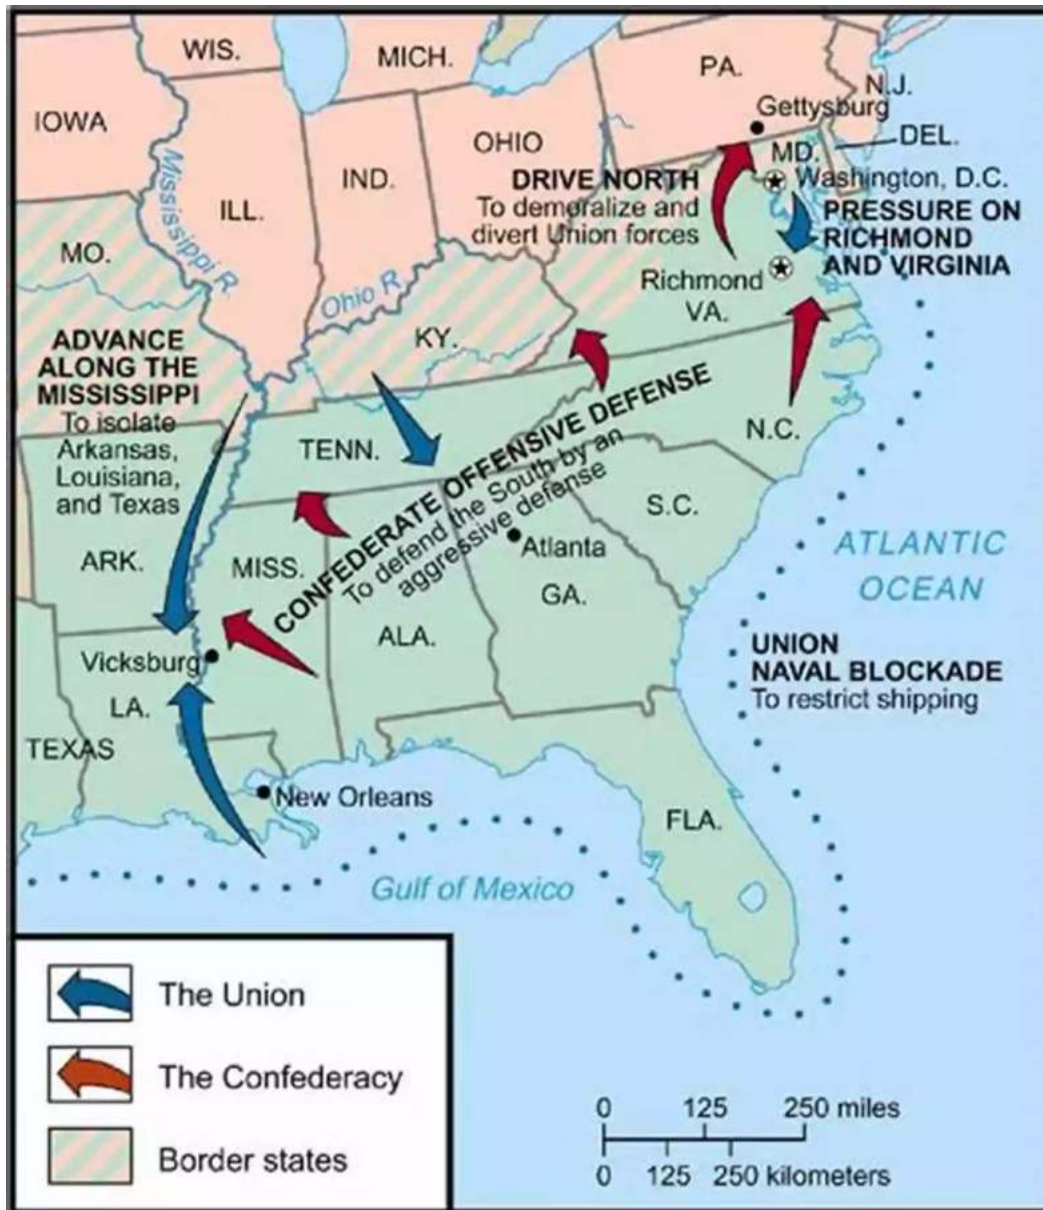 WIS.
MICH.
PA.
N.J.
Gettysburg
IOWA
OHIO
DEL.
MD.
IND.
DRIVE NORTH
To demoralize and
divert Union forces
Washington, D.C.
PRESSURE ON
RICHMOND
AND VIRGINIA
ILL.
Mississippi R.
MO.
Ohio R.
Richmond
VA.
KY.
ADVANCE
ALONG THE
MISSISSIPPI
To isolate
Arkansas,
Louisiana,
and Texas
CONFEDERATE OFFENSIVE DEFENSE
To defend the South by an
aggressive defense
TENN.
N.C.
S.C.
Atlanta
ARK.
MISS.
GA.
ATLANTIC
OCEAN
ALA.
Vicksburg
UNION
NAVAL BLOCKADE
To restrict shipping
LA.
TEXAS
New Orleans
FLA.
Gulf of Mexico
The Union
The Confederacy
Border states
0 125 250 miles
0 125 250 kilometers